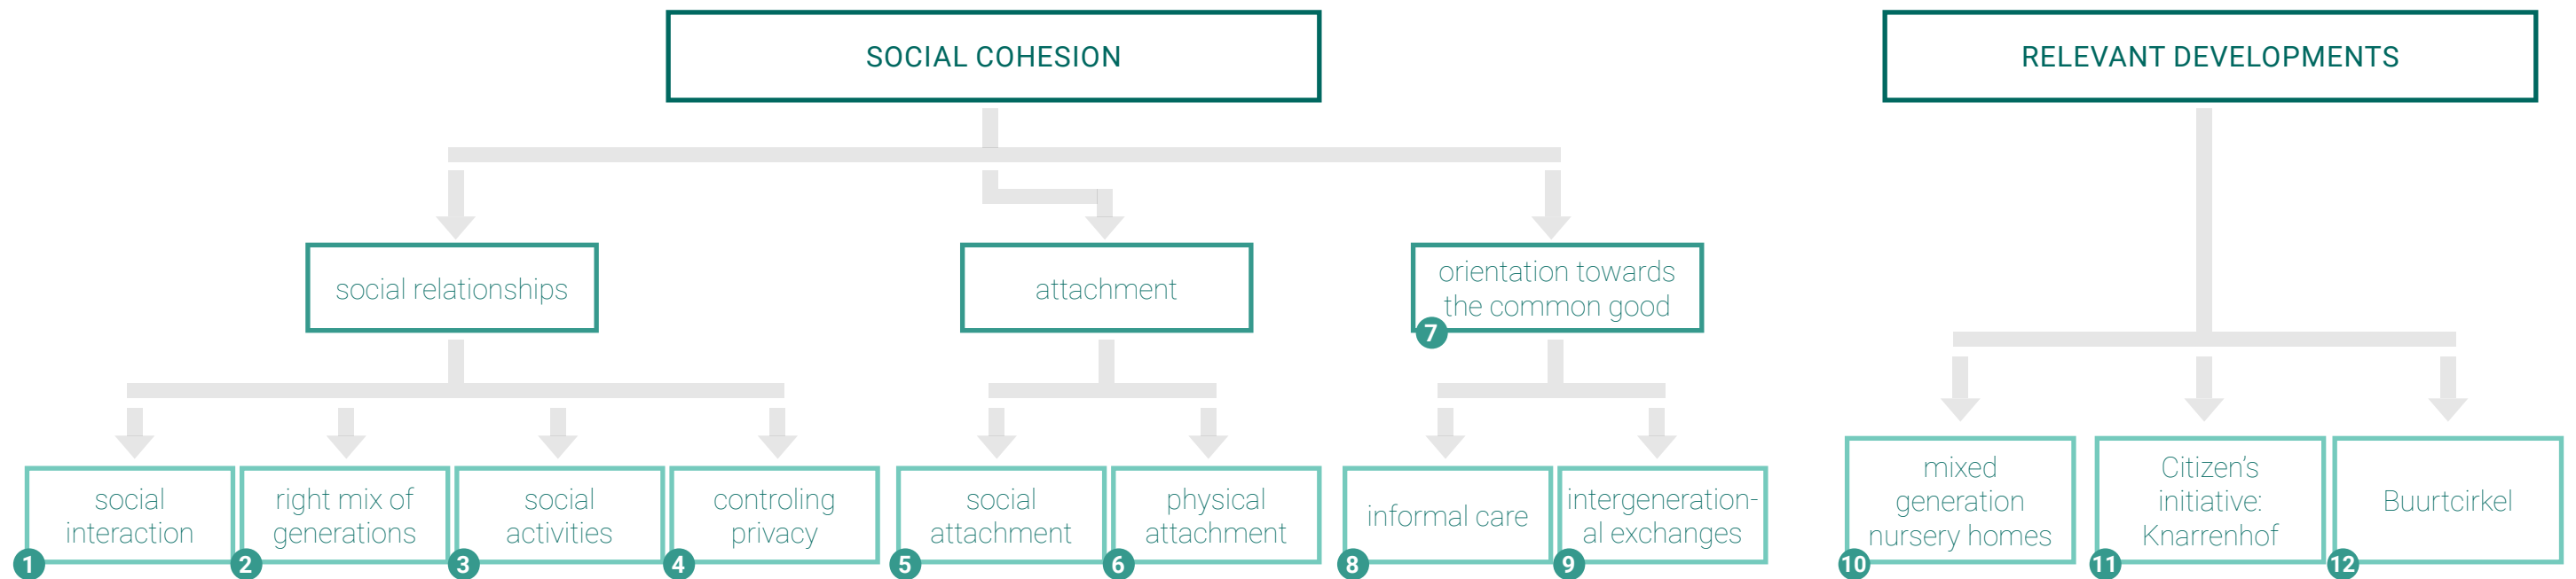 SOCIAL COHESION
RELEVANT DEVELOPMENTS
social relationships
attachment
orientation towards
the common good
7
social
interaction
1
right mix of
generations
2
social
activities
3
controling
privacy
4
social
attachment
5
physical
attachment
6
informal care
8
intergeneration-
al exchanges
9
mixed
generation
nursery homes
10
Citizen's
initiative:
Knarrenhof
11
Buurtcirkel
12